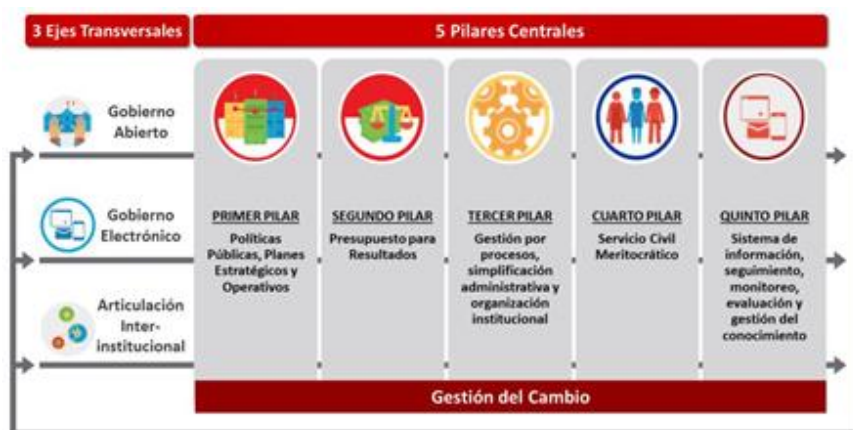 3 Ejes Transversales
5 Pilares Centrales
Gobierno
Abierto
Gobierno
Electrónico
Articulación
Inter-
institucional
PRIMER PILAR
Políticas
Públicas, Planes
Estratégicos y
Operativos
SEGUNDO PILAR
Presupuesto para
Resultados
TERCER PILAR
Gestión por
procesos,
simplificación
administrativa y
organización
institucional
CUARTO PILAR
Servicio Civil
Meritocrático
QUINTO PILAR
Sistema de
información,
seguimiento,
monitoreo,
evaluación y
gestión del
conocimiento
Gestión del Cambio